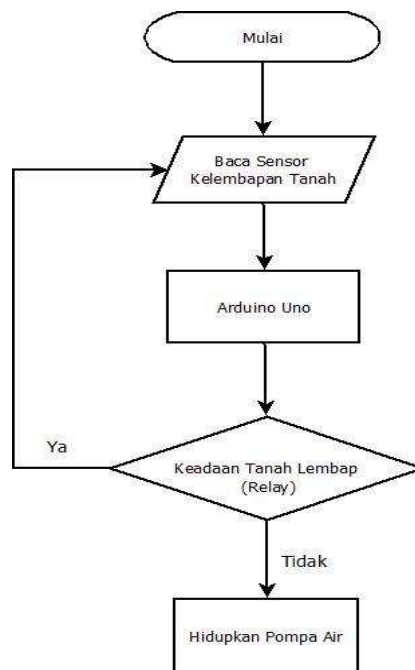 Mulai
Baca Sensor
Kelembapan Tanah
Arduino Uno
Ya
Keadaan Tanah Lembap
(Relay)
Tidak
Hidupkan Pompa Air